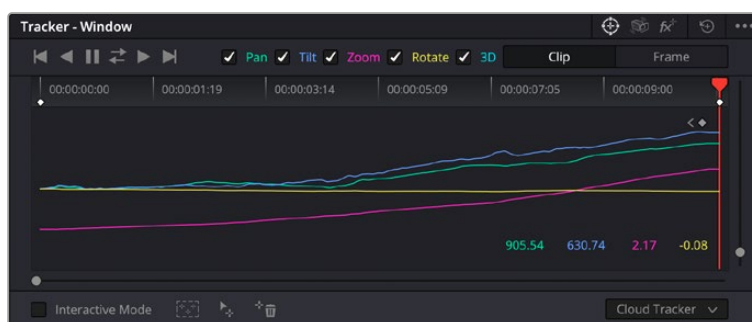 Tracker - Window
Pan Tilt Zoom Rotate 3D Clip Frame
00:00:00:00 00:00:01:19 00:00:03:14 00:00:05:09 00:00:07:05 00:00:09:00
905.54 630.74 2.17 -0.08
Interactive Mode Cloud Tracker